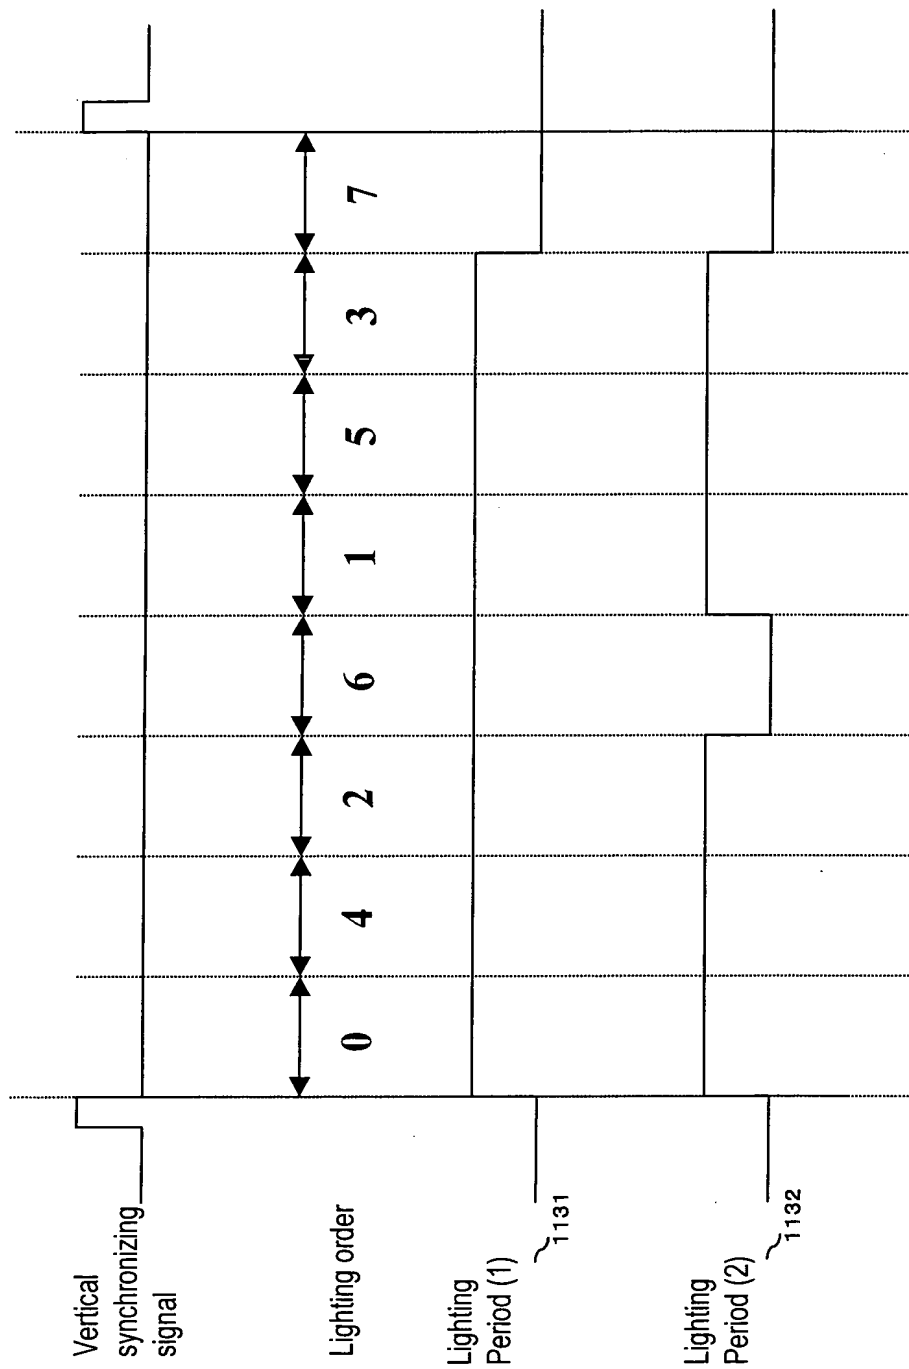 Vertical
synchronizing
signal
Lighting order
0 4 2 6 1 5 3 7
Lighting
Period (1)
1131
Lighting
Period (2)
1132